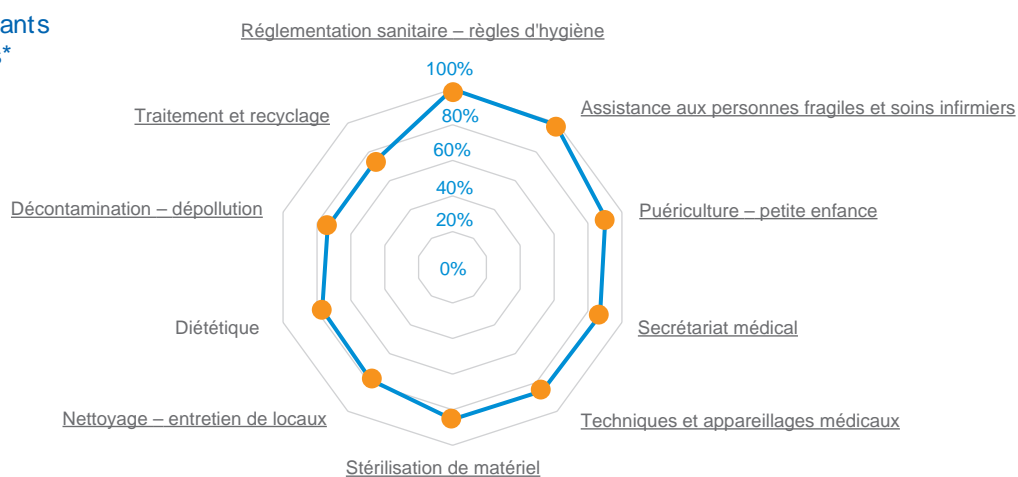 Réglementation sanitaire – règles d'hygiène
100%
Assistance aux personnes fragiles et soins infirmiers
Traitement et recyclage
80%
60%
40%
Décontamination – dépollution
Puériculture – petite enfance
20%
0%
Diététique
Secrétariat médical
Nettoyage – entretien de locaux
Techniques et appareillages médicaux
Stérilisation de matériel